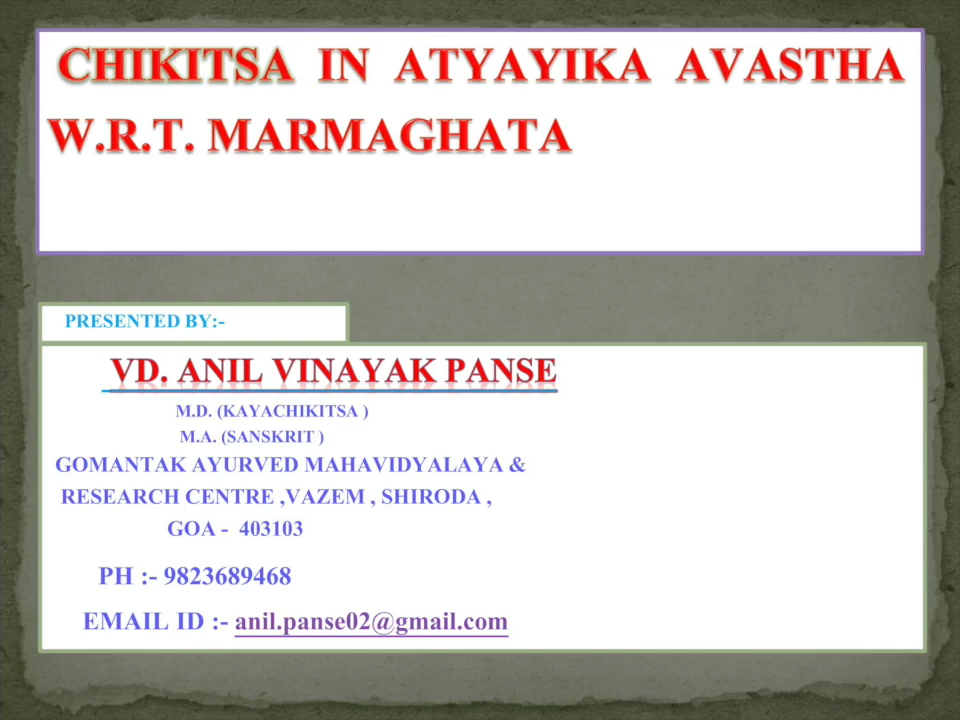 CHIKITSA IN ATYAYIKA AVASTHA
W.R.T. MARMAGHATA
PRESENTED BY:-
VD. ANIL VINAYAK PANSE
M.D. (KAYACHIKITSA )
M.A. (SANSKRIT )
GOMANTAK AYURVED MAHAVIDYALAYA &
RESEARCH CENTRE ,VAZEM , SHIRODA ,
GOA - 403103
PH :- 9823689468
EMAIL ID :- anil.panse02@gmail.com